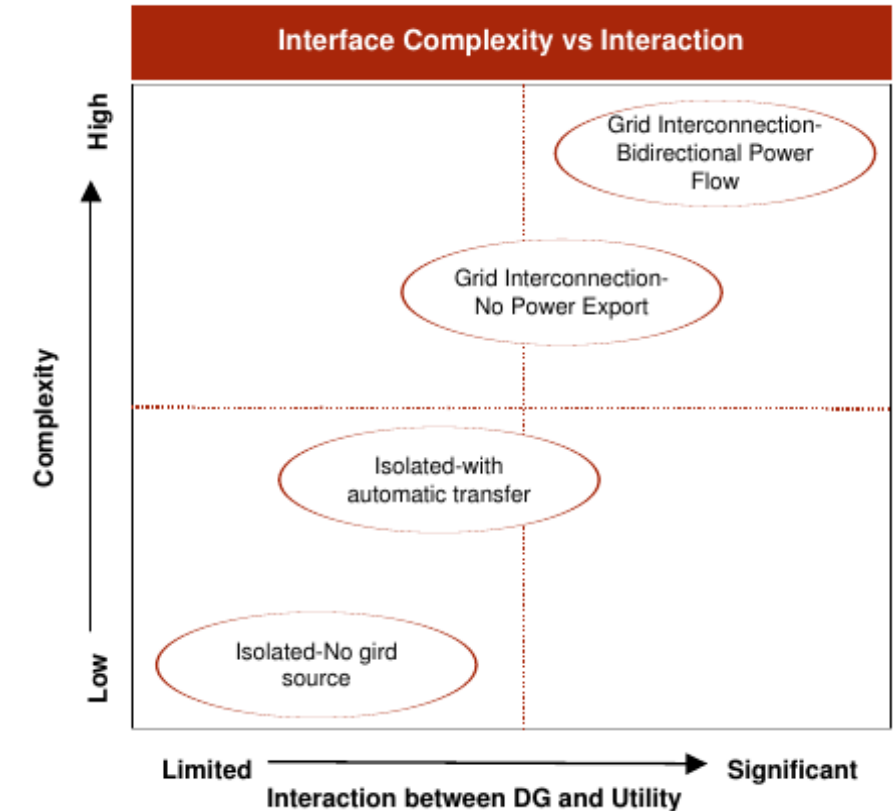 Interface Complexity vs Interaction
High
Grid Interconnection-
Bidirectional Power
Flow
Grid Interconnection-
No Power Export
Complexity
Isolated-with
automatic transfer
Isolated-No gird
source
Low
Limited
Significant
Interaction between DG and Utility